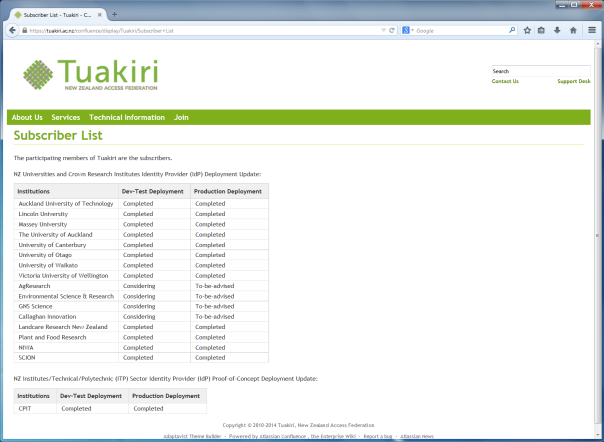 Subscriber List - Tuakiri - C...
https://tuakiri.ac.nz/confluence/display/Tuakiri/Subscriber+List
Google
Tuakiri
NEW ZEALAND ACCESS FEDERATION
Search
Contact Us Support Desk
About Us Services Technical Information Join
Subscriber List
The participating members of Tuakiri are the subscribers.
NZ Universities and Crown Research Institutes Identity Provider (IdP) Deployment Update:
Institutions Dev-Test Deployment Production Deployment
Auckland University of Technology Completed Completed
Lincoln University Completed Completed
Massey University Completed Completed
The University of Auckland Completed Completed
University of Canterbury Completed Completed
University of Otago Completed Completed
University of Waikato Completed Completed
Victoria University of Wellington Completed Completed
AgResearch Considering To-be-advised
Environmental Science & Research Considering To-be-advised
GNS Science Considering To-be-advised
Callaghan Innovation Considering To-be-advised
Landcare Research New Zealand Completed Completed
Plant and Food Research Completed Completed
NIWA Completed Completed
SCION Completed Completed
NZ Institutes/Technical/Polytechnic (ITP) Sector Identity Provider (IdP) Proof-of-Concept Deployment Update:
Institutions Dev-Test Deployment Production Deployment
CPIT Completed Completed
Copyright © 2010-2014 Tuakiri, New Zealand Access Federation
Adaptavist Theme Builder - Powered by Atlassian Confluence, the Enterprise Wiki - Report a bug - Atlassian News